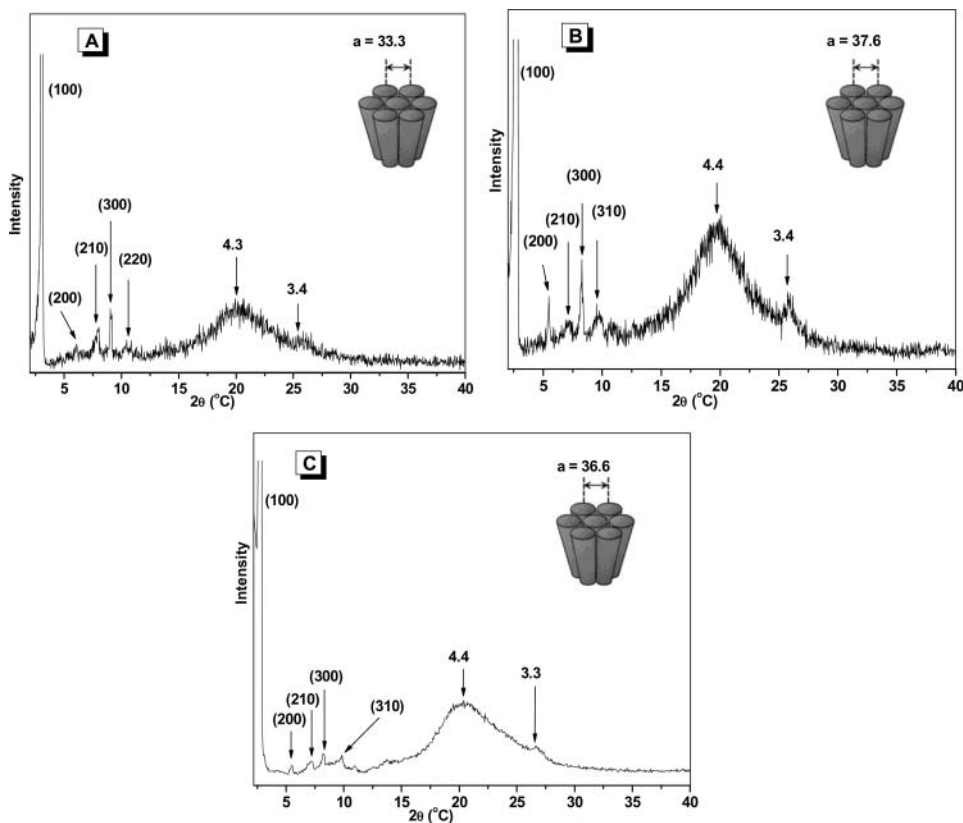 A
a = 33.3
(100)
(300)
(210)
(220)
(200)
4.3
3.4
Intensity
5 10 15 20 25 30 35 40
2θ (°C)
B
a = 37.6
(100)
(300)
(310)
(210)
(200)
4.4
3.4
Intensity
5 10 15 20 25 30 35 40
2θ (°C)
C
a = 36.6
(100)
(300)
(210)
(200)
(310)
4.4
3.3
Intensity
5 10 15 20 25 30 35 40
2θ (°C)